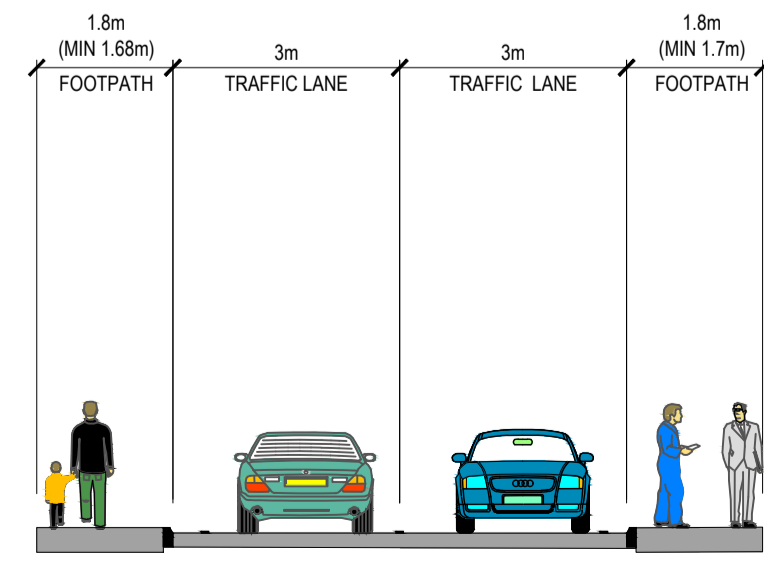 1.8m
(MIN 1.68m)
3m
3m
1.8m
(MIN 1.7m)
FOOTPATH
TRAFFIC LANE
TRAFFIC LANE
FOOTPATH